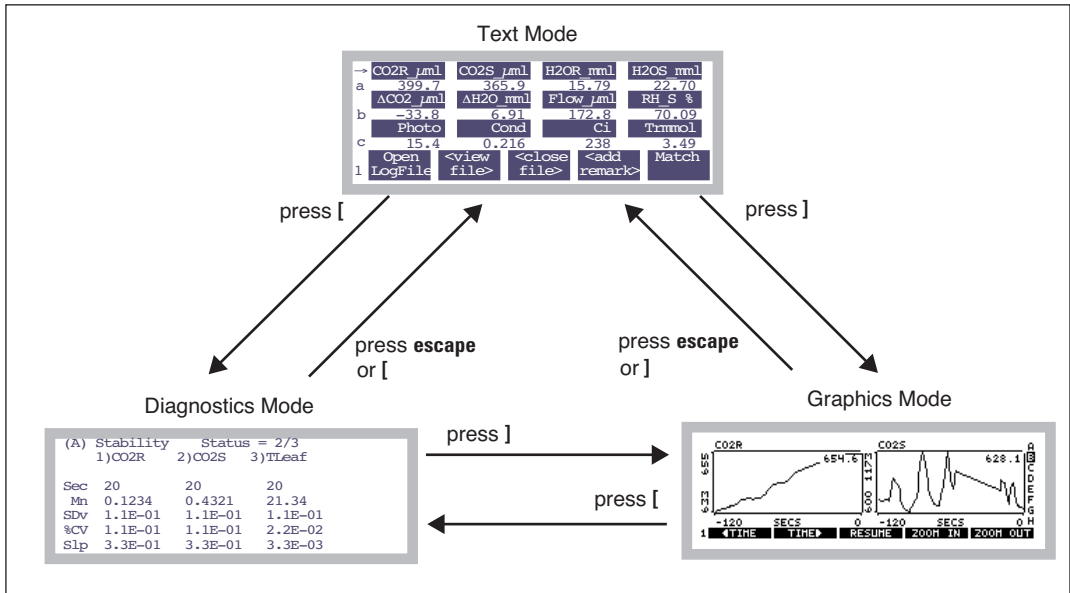 Text Mode
→ CO2R_µml CO2S_µml H2OR_mml H2OS_mml
a 399.7 365.9 15.79 22.70
ΔCO2_µml ΔH2O_mml Flow_µml RH_S %
b -33.8 6.91 172.8 70.09
Photo Cond Ci Trmmol
c 15.4 0.216 238 3.49
Open <view <close <add Match
1 LogFile file> file> remark>
press [
press ]
press escape
or [
press escape
or ]
Diagnostics Mode
(A) Stability Status = 2/3
1)CO2R 2)CO2S 3)TLeaf
Sec 20 20 20
Mn 0.1234 0.4321 21.34
SDv 1.1E-01 1.1E-01 1.1E-01
%CV 1.1E-01 1.1E-01 2.2E-02
Slp 3.3E-01 3.3E-01 3.3E-03
press ]
press [
Graphics Mode
CO2R CO2S
655 654.6 1173 628.1
633 600
A
B
C
D
E
F
G
H
-120 SECS 0 -120 SECS 0
1 ◀TIME TIME▶ RESUME ZOOM IN ZOOM OUT